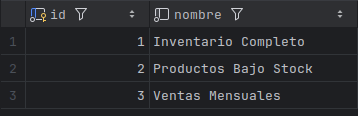 id nombre
1 1 Inventario Completo
2 2 Productos Bajo Stock
3 3 Ventas Mensuales